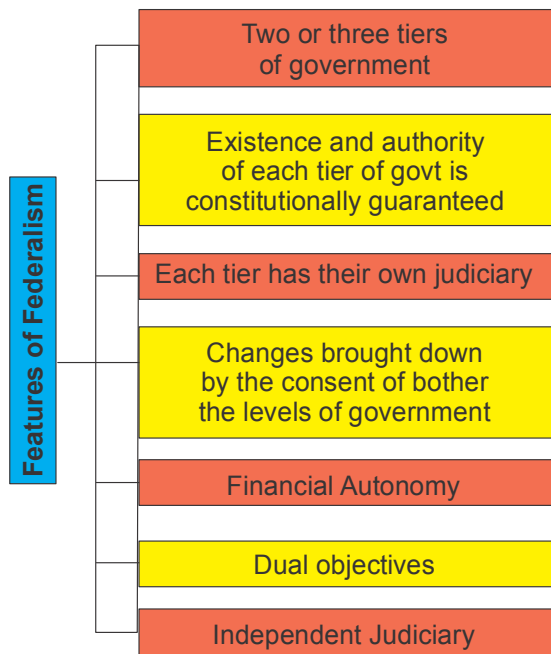 Features of Federalism
Two or three tiers
of government
Existence and authority
of each tier of govt is
constitutionally guaranteed
Each tier has their own judiciary
Changes brought down
by the consent of bother
the levels of government
Financial Autonomy
Dual objectives
Independent Judiciary